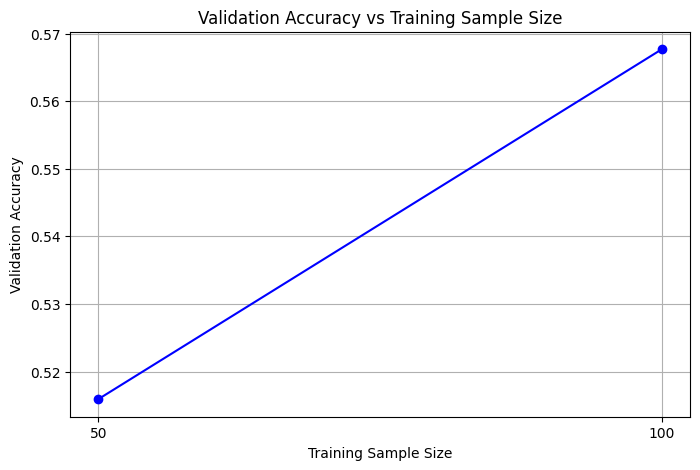 Validation Accuracy vs Training Sample Size
0.57
0.56
0.55
0.54
0.53
0.52
Validation Accuracy
50
100
Training Sample Size